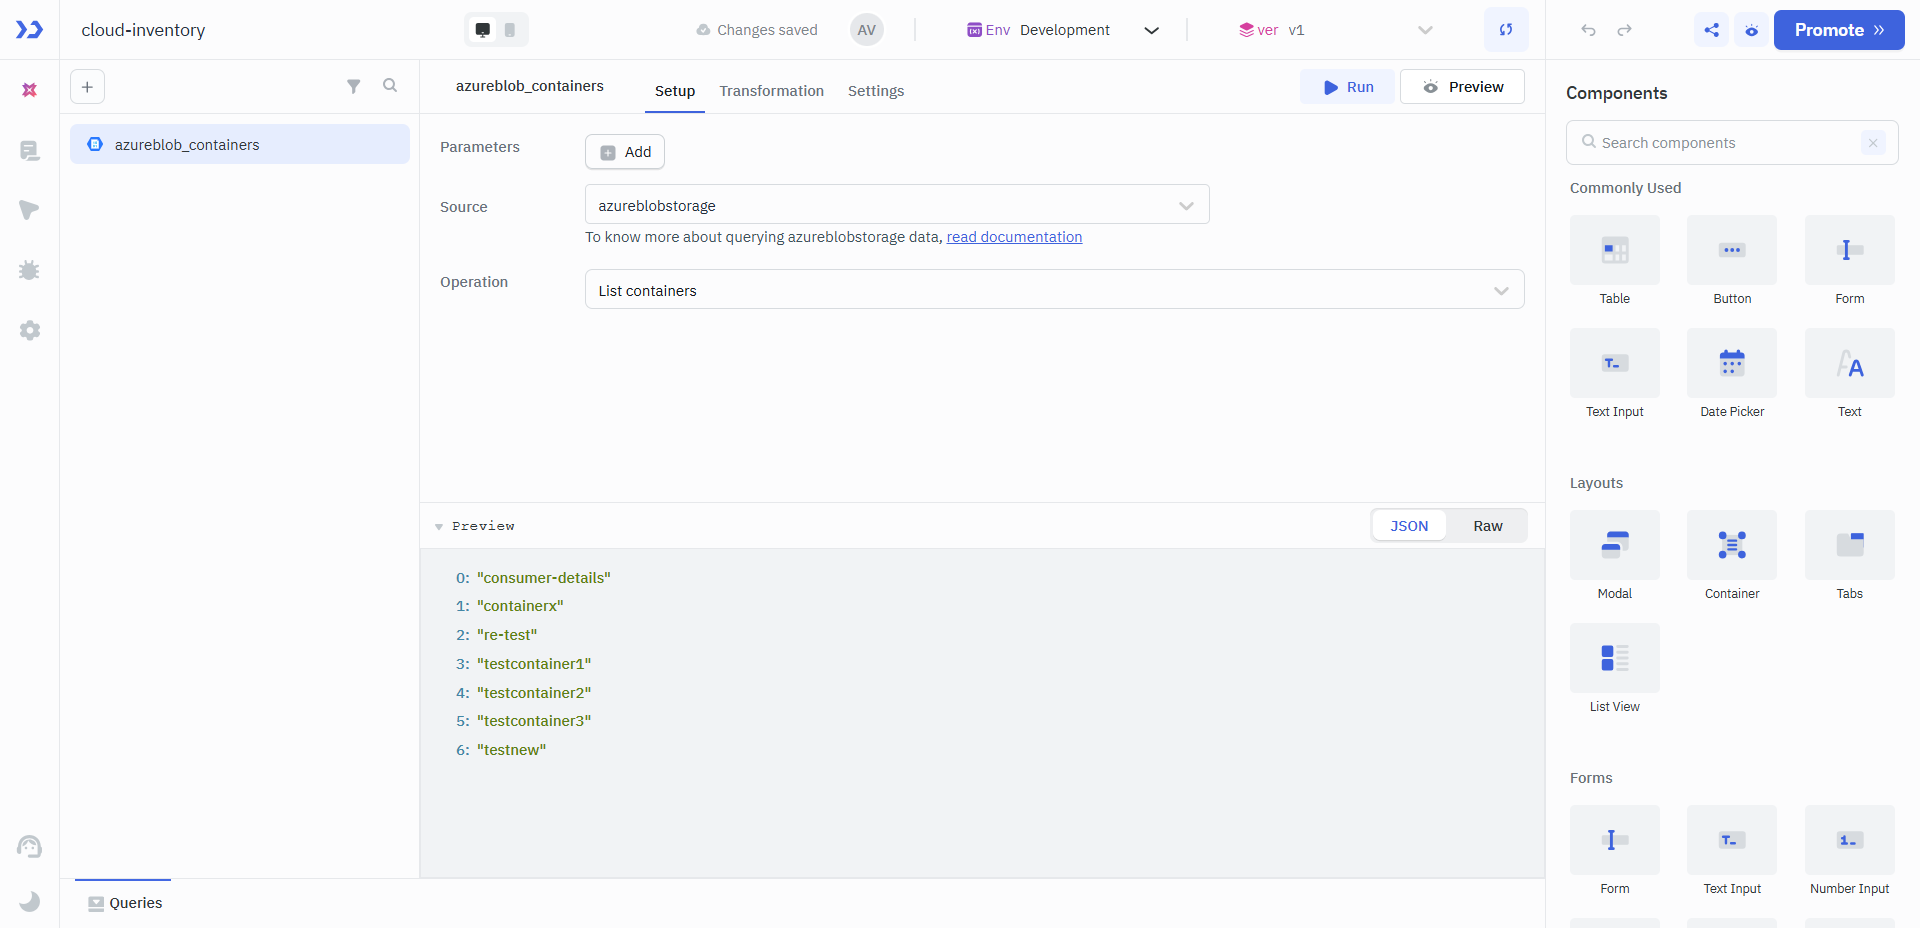 cloud-inventory
Changes saved
AV
Env Development
ver v1
Promote
azureblob_containers
azureblob_containers
Setup
Transformation
Settings
Run
Preview
Parameters
Add
Source
azureblobstorage
To know more about querying azureblobstorage data, read documentation
Operation
List containers
Preview
JSON
Raw
0: "consumer-details"
1: "containerx"
2: "re-test"
3: "testcontainer1"
4: "testcontainer2"
5: "testcontainer3"
6: "testnew"
Queries
Components
Search components
Commonly Used
Table
Button
Form
Text Input
Date Picker
Text
Layouts
Modal
Container
Tabs
List View
Forms
Form
Text Input
Number Input